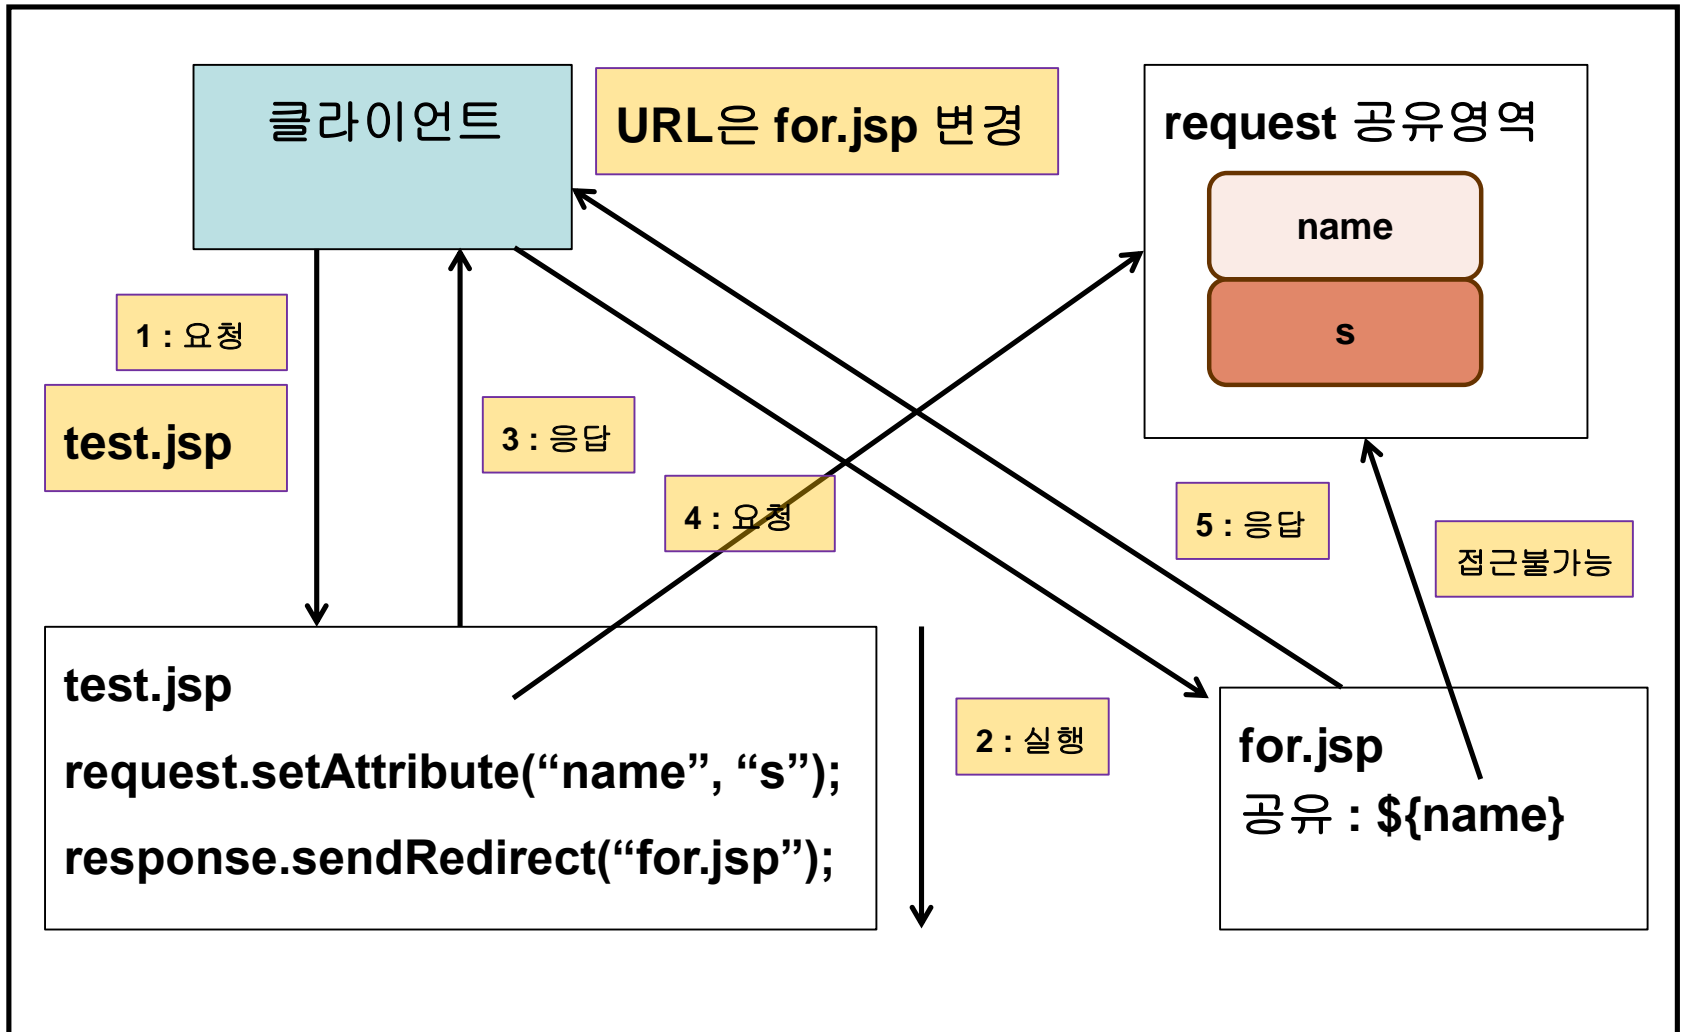 클라이언트
URL은 for.jsp 변경
request 공유영역
name
s
1 : 요청
test.jsp
3 : 응답
4 : 요청
5 : 응답
접근불가능
test.jsp
request.setAttribute(“name”, “s”);
response.sendRedirect(“for.jsp”);
2 : 실행
for.jsp
공유 : ${name}